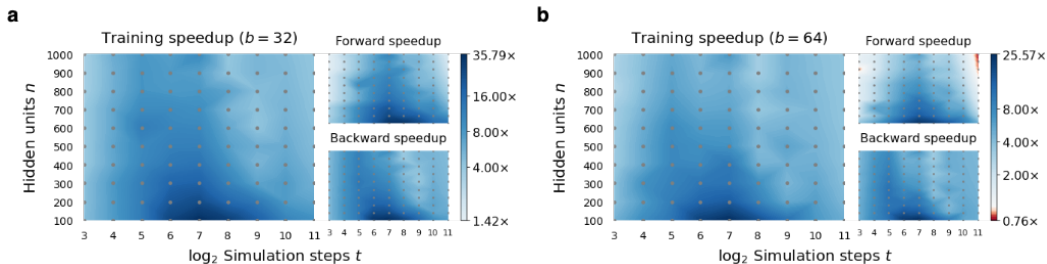 a
Training speedup (b = 32)
Hidden units n
1000
900
800
700
600
500
400
300
200
100
3 4 5 6 7 8 9 10 11
log₂ Simulation steps t
Forward speedup
Backward speedup
3 4 5 6 7 8 9 10 11
35.79×
16.00×
8.00×
4.00×
1.42×
b
Training speedup (b = 64)
Hidden units n
1000
900
800
700
600
500
400
300
200
100
3 4 5 6 7 8 9 10 11
log₂ Simulation steps t
Forward speedup
Backward speedup
3 4 5 6 7 8 9 10 11
25.57×
8.00×
4.00×
2.00×
0.76×